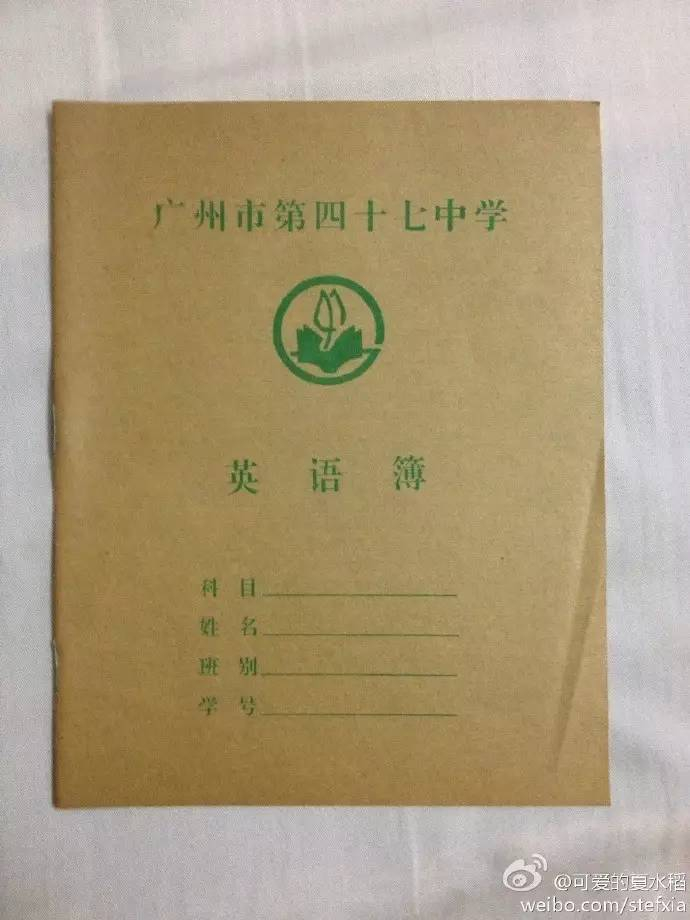 广州市第四十七中学
英语簿
科目
姓名
班别
学号
@可爱的夏水稻
weibo.com/stefxia